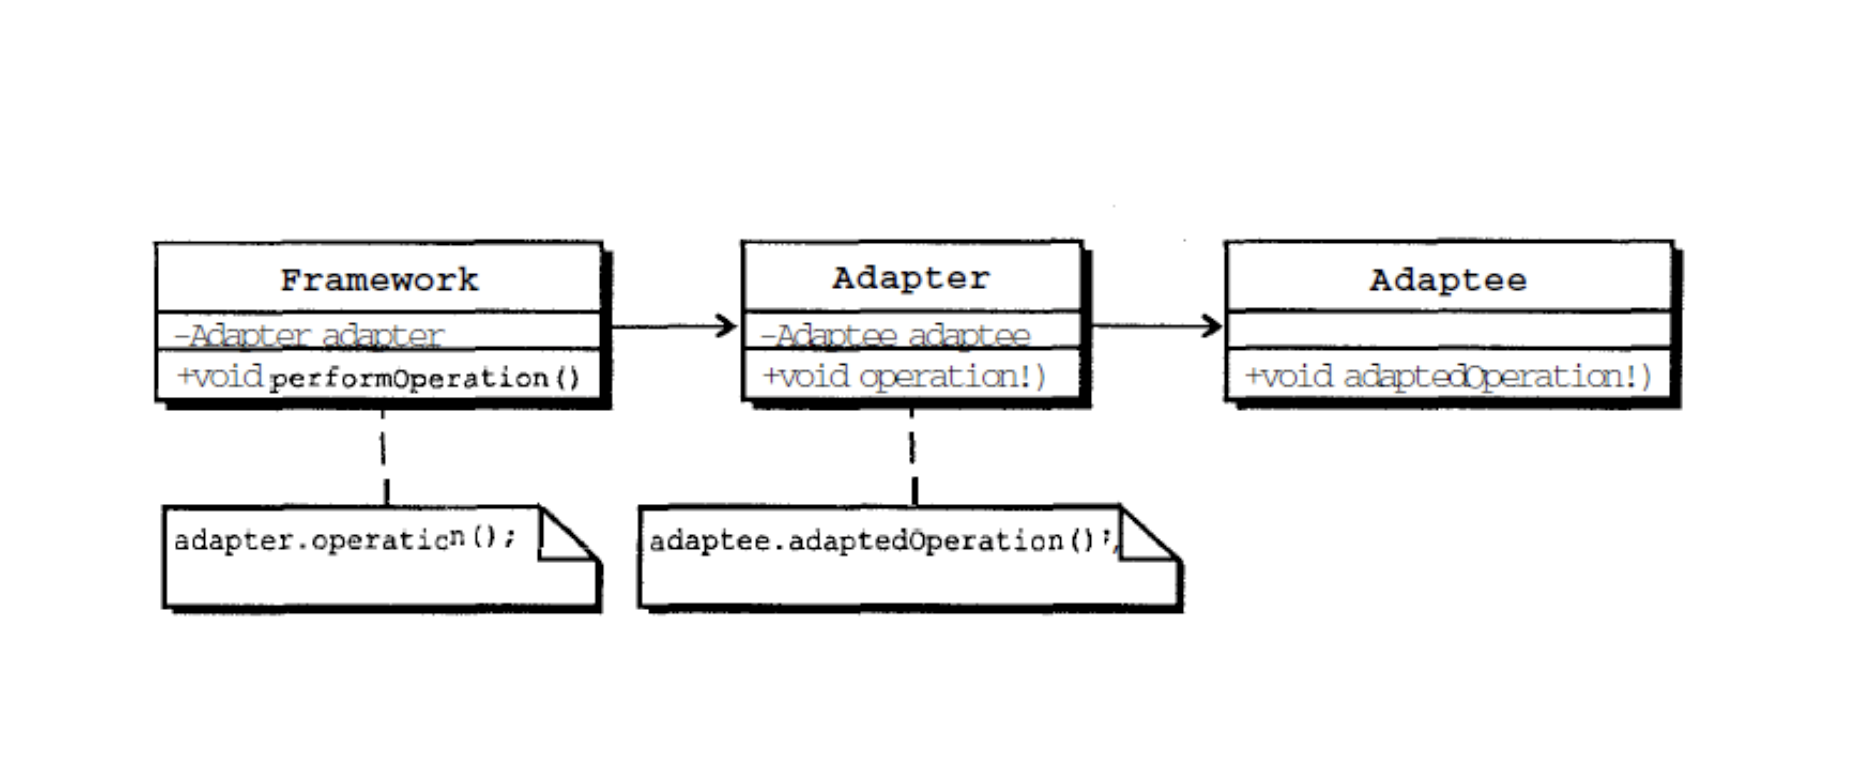 Framework
-Adapter adapter
+void performOperation()
Adapter
-Adaptee adaptee
+void operation!)
Adaptee
+void adaptedOperation!)
adapter.operation();
adaptee.adaptedOperation();